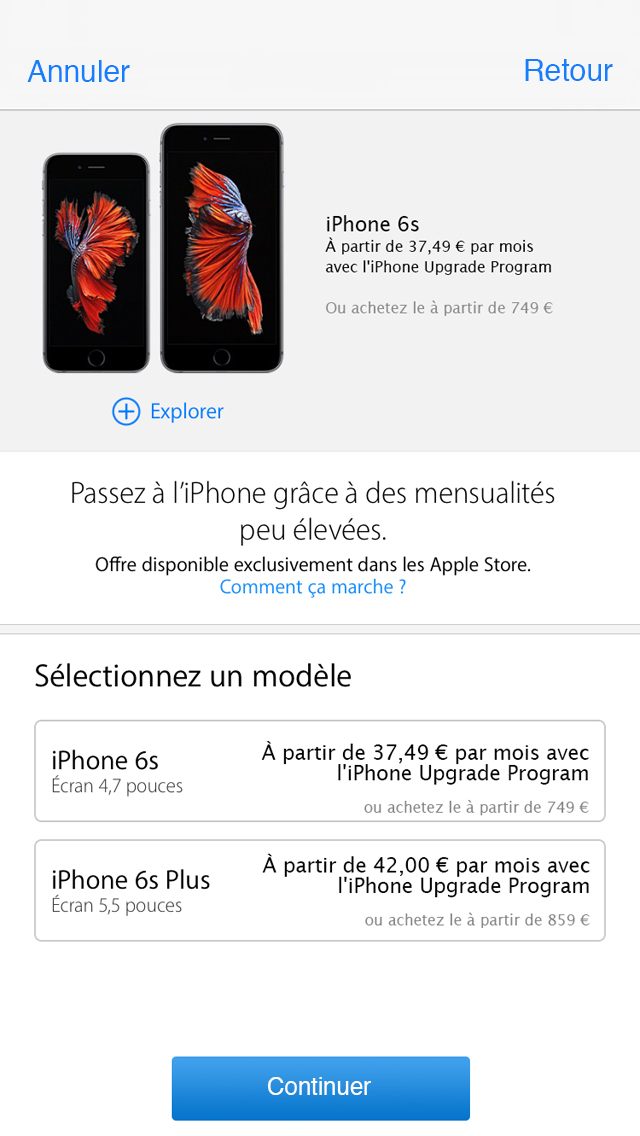 Annuler
Retour
iPhone 6s
À partir de 37,49 € par mois
avec l'iPhone Upgrade Program
Ou achetez le à partir de 749 €
Explorer
Passez à l’iPhone grâce à des mensualités
peu élevées.
Offre disponible exclusivement dans les Apple Store.
Comment ça marche ?
Sélectionnez un modèle
iPhone 6s
Écran 4,7 pouces
À partir de 37,49 € par mois avec
l'iPhone Upgrade Program
ou achetez le à partir de 749 €
iPhone 6s Plus
Écran 5,5 pouces
À partir de 42,00 € par mois avec
l'iPhone Upgrade Program
ou achetez le à partir de 859 €
Continuer